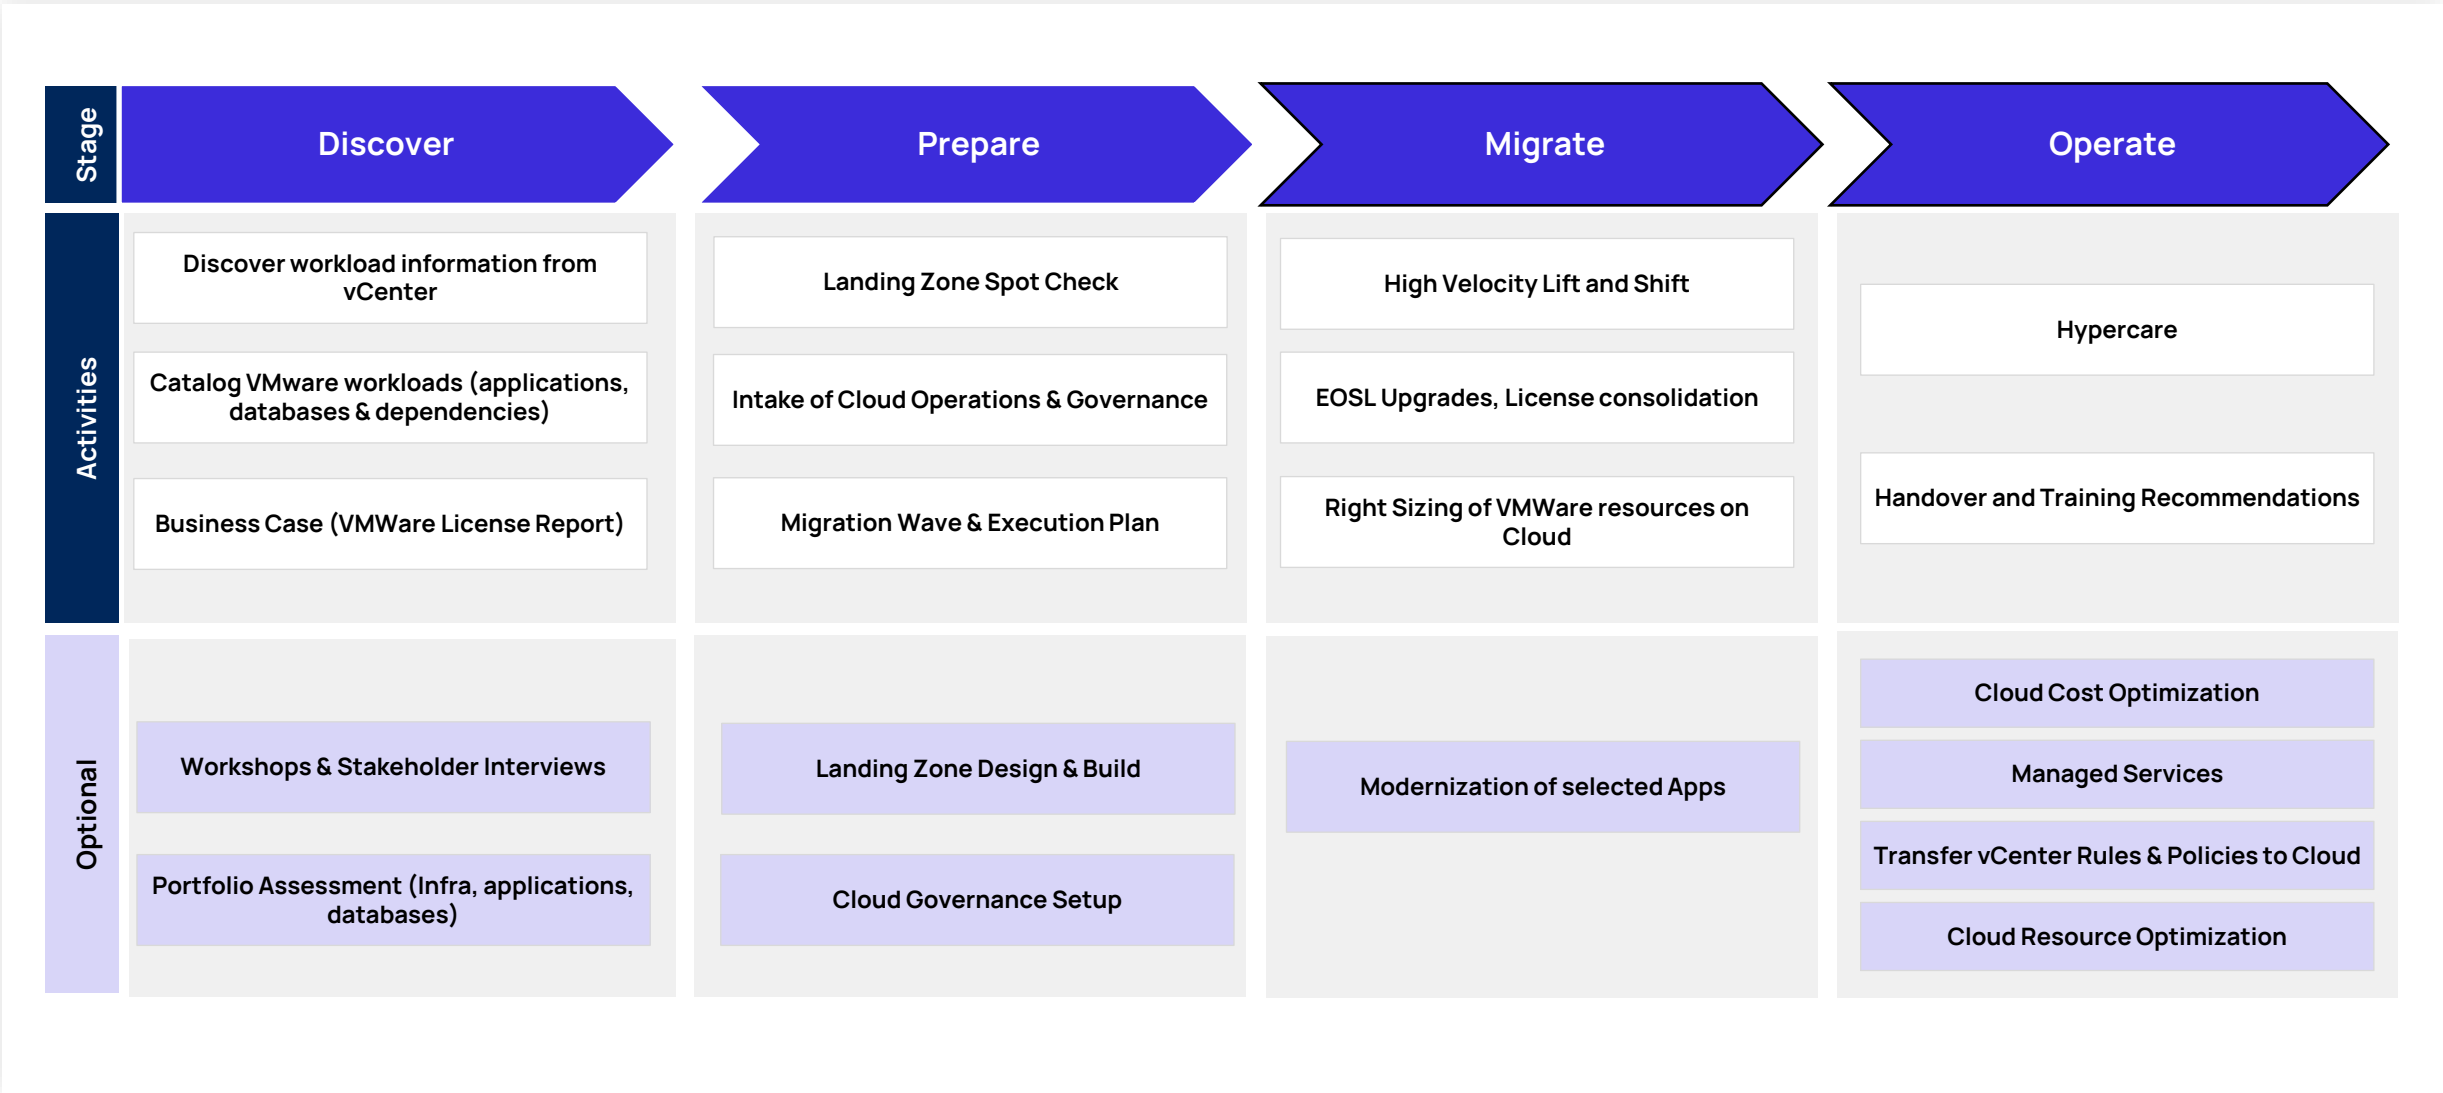 Stage
Discover
Prepare
Migrate
Operate
Activities
Discover workload information from
vCenter
Catalog VMware workloads (applications,
databases & dependencies)
Business Case (VMWare License Report)
Landing Zone Spot Check
Intake of Cloud Operations & Governance
Migration Wave & Execution Plan
High Velocity Lift and Shift
EOSL Upgrades, License consolidation
Right Sizing of VMWare resources on
Cloud
Hypercare
Handover and Training Recommendations
Optional
Workshops & Stakeholder Interviews
Portfolio Assessment (Infra, applications,
databases)
Landing Zone Design & Build
Cloud Governance Setup
Modernization of selected Apps
Cloud Cost Optimization
Managed Services
Transfer vCenter Rules & Policies to Cloud
Cloud Resource Optimization